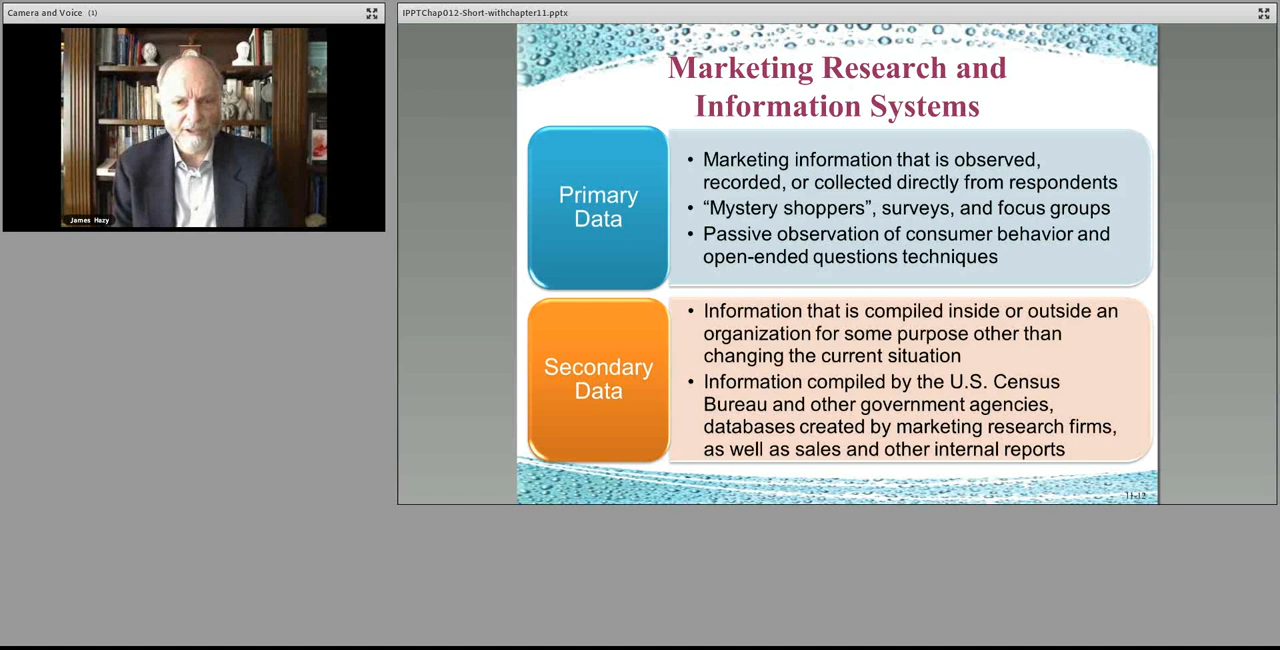 Camera and Voice (1)
James Hazy
IPPTChap012-Short-withchapter11.pptx
Marketing Research and
Information Systems
Primary
Data
• Marketing information that is observed,
recorded, or collected directly from respondents
• “Mystery shoppers”, surveys, and focus groups
• Passive observation of consumer behavior and
open-ended questions techniques
Secondary
Data
• Information that is compiled inside or outside an
organization for some purpose other than
changing the current situation
• Information compiled by the U.S. Census
Bureau and other government agencies,
databases created by marketing research firms,
as well as sales and other internal reports
11-12